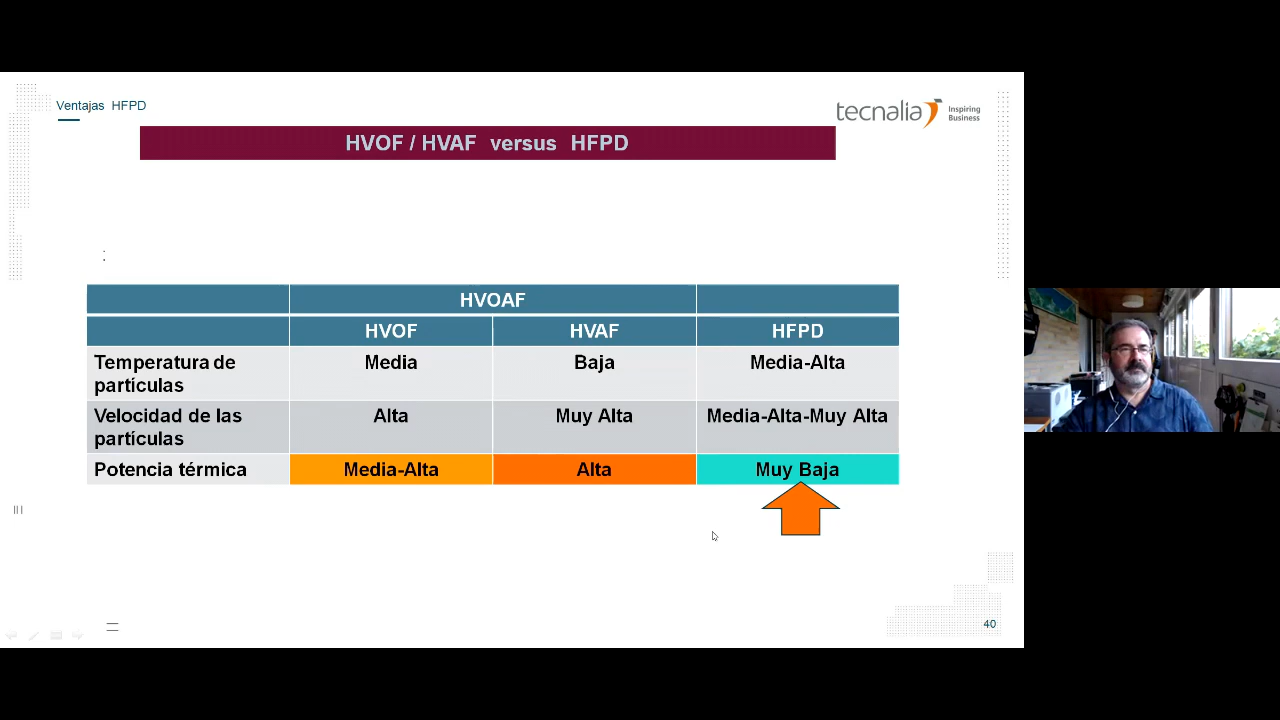 Ventajas HFPD
tecnalia Inspiring
Business
HVOF / HVAF versus HFPD
:
HVOAF
HVOF HVAF HFPD
Temperatura de
partículas Media Baja Media-Alta
Velocidad de las
partículas Alta Muy Alta Media-Alta-Muy Alta
Potencia térmica Media-Alta Alta Muy Baja
40